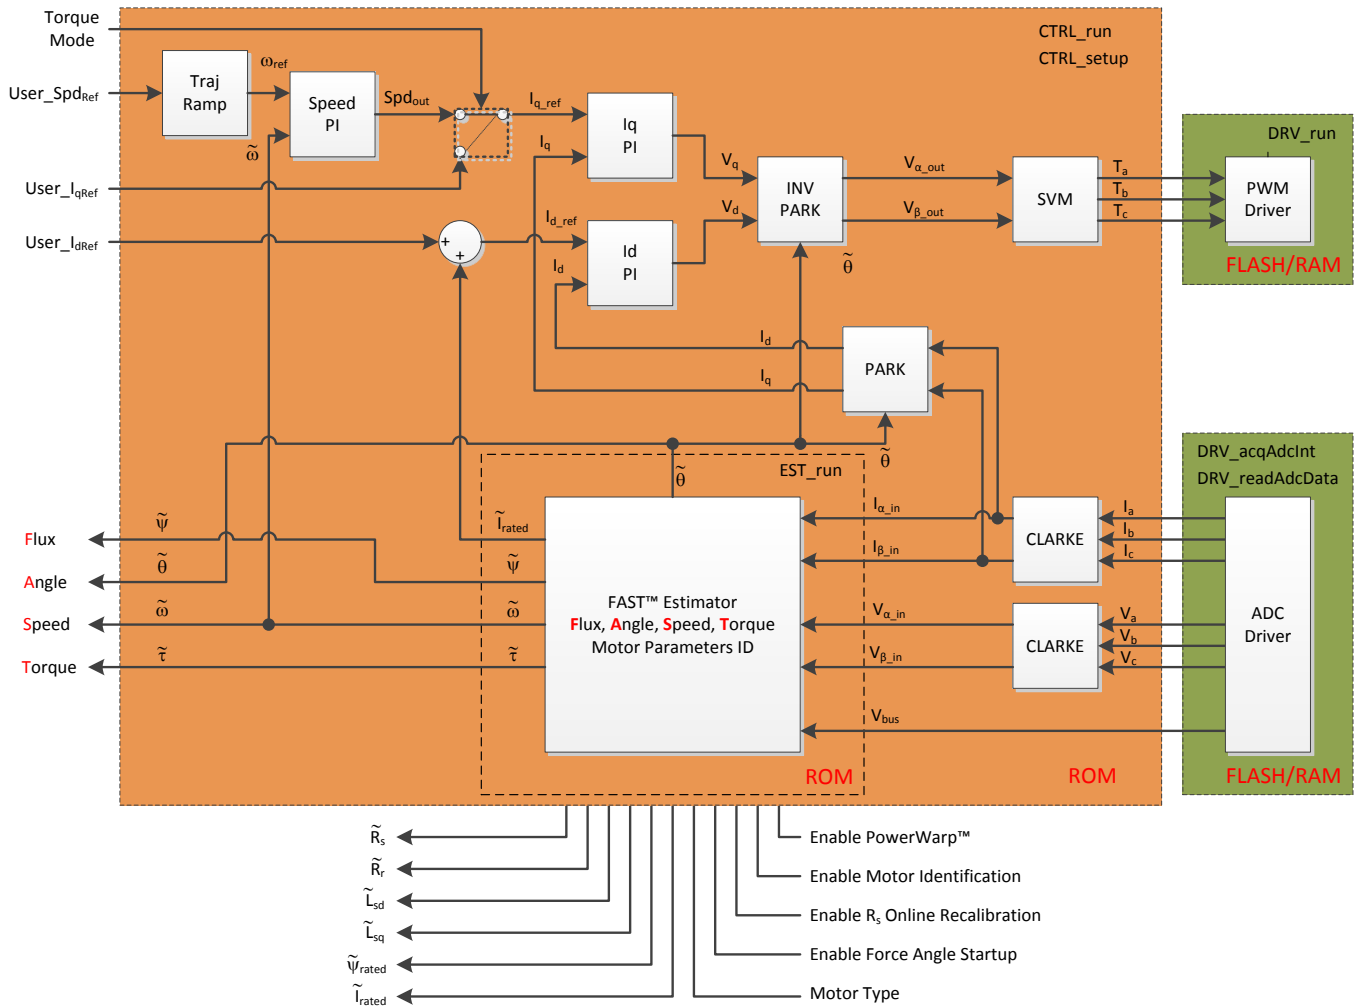 Torque
Mode
CTRL_run
CTRL_setup
User_SpdRef
Traj
Ramp
ωref
Speed
PI
Spdout
Iq_ref
Iq
PI
Iq
ω̃
User_IqRef
Vq
Vd
INV
PARK
Vα_out
Vβ_out
SVM
Ta
Tb
Tc
DRV_run
PWM
Driver
FLASH/RAM
User_IdRef
+
+
Id_ref
Id
Id
PI
θ̃
Id
Iq
PARK
θ̃
EST_run
θ̃
DRV_acqAdcInt
DRV_readAdcData
Ĩrated
ψ̃
ω̃
τ̃
FAST™ Estimator
Flux, Angle, Speed, Torque
Motor Parameters ID
Iα_in
Iβ_in
Vα_in
Vβ_in
Vbus
CLARKE
CLARKE
Ia
Ib
Ic
Va
Vb
Vc
ADC
Driver
ROM
ROM
FLASH/RAM
Flux
ψ̃
Angle
θ̃
Speed
ω̃
Torque
τ̃
R̃s
R̃r
L̃sd
L̃sq
ψ̃rated
Ĩrated
Enable PowerWarp™
Enable Motor Identification
Enable Rs Online Recalibration
Enable Force Angle Startup
Motor Type